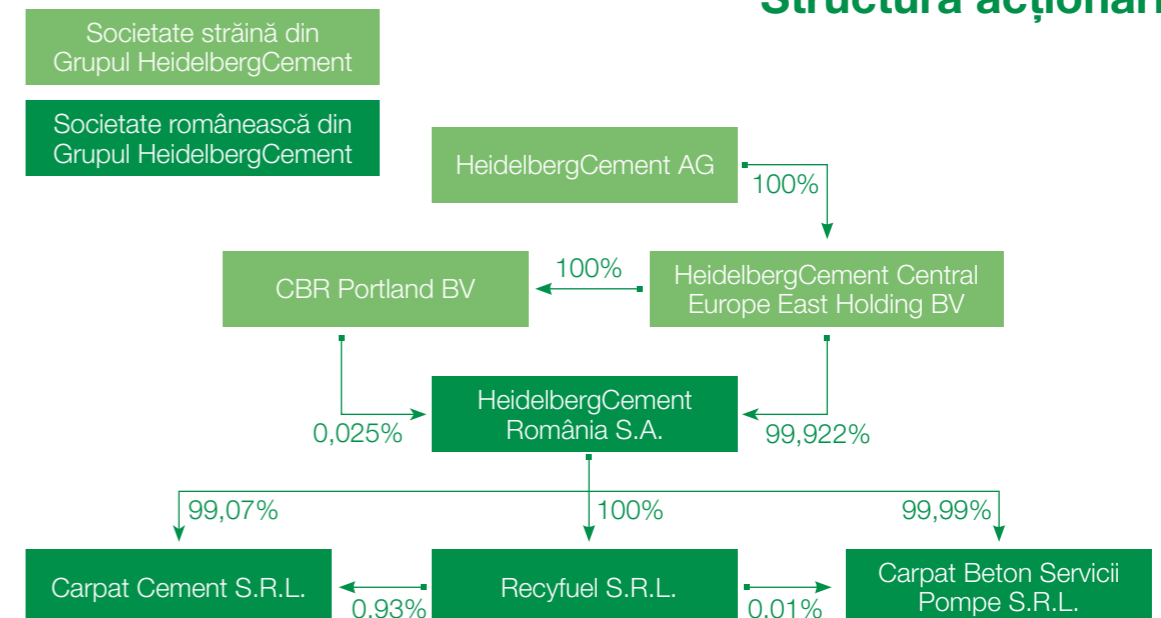 Structura acționari
Societate străină din
Grupul HeidelbergCement
Societate românească din
Grupul HeidelbergCement
HeidelbergCement AG
100%
CBR Portland BV
100%
HeidelbergCement Central
Europe East Holding BV
HeidelbergCement
România S.A.
0,025%
99,922%
99,07%
100%
99,99%
Carpat Cement S.R.L.
0.93%
Recyfuel S.R.L.
0.01%
Carpat Beton Servicii
Pompe S.R.L.